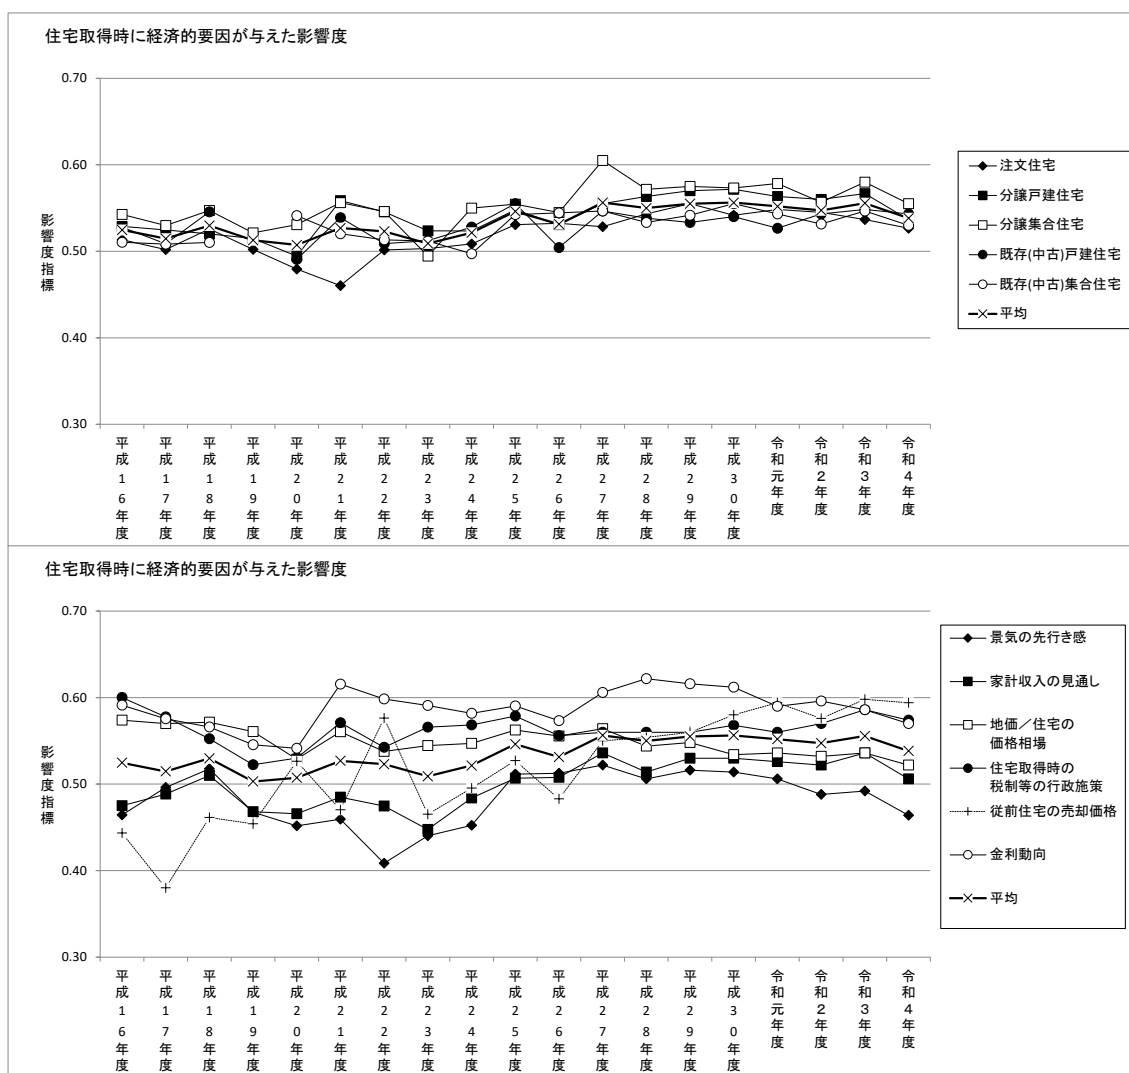 住宅取得時に経済的要因が与えた影響度
0.70
0.60
0.50
0.40
0.30
影響度指標
平成16年度
平成17年度
平成18年度
平成19年度
平成20年度
平成21年度
平成22年度
平成23年度
平成24年度
平成25年度
平成26年度
平成27年度
平成28年度
平成29年度
平成30年度
令和元年度
令和2年度
令和3年度
令和4年度
注文住宅
分譲戸建住宅
分譲集合住宅
既存(中古)戸建住宅
既存(中古)集合住宅
平均
住宅取得時に経済的要因が与えた影響度
0.70
0.60
0.50
0.40
0.30
影響度指標
平成16年度
平成17年度
平成18年度
平成19年度
平成20年度
平成21年度
平成22年度
平成23年度
平成24年度
平成25年度
平成26年度
平成27年度
平成28年度
平成29年度
平成30年度
令和元年度
令和2年度
令和3年度
令和4年度
景気の先行き感
家計収入の見通し
地価／住宅の
価格相場
住宅取得時の
税制等の行政施策
従前住宅の売却価格
金利動向
平均